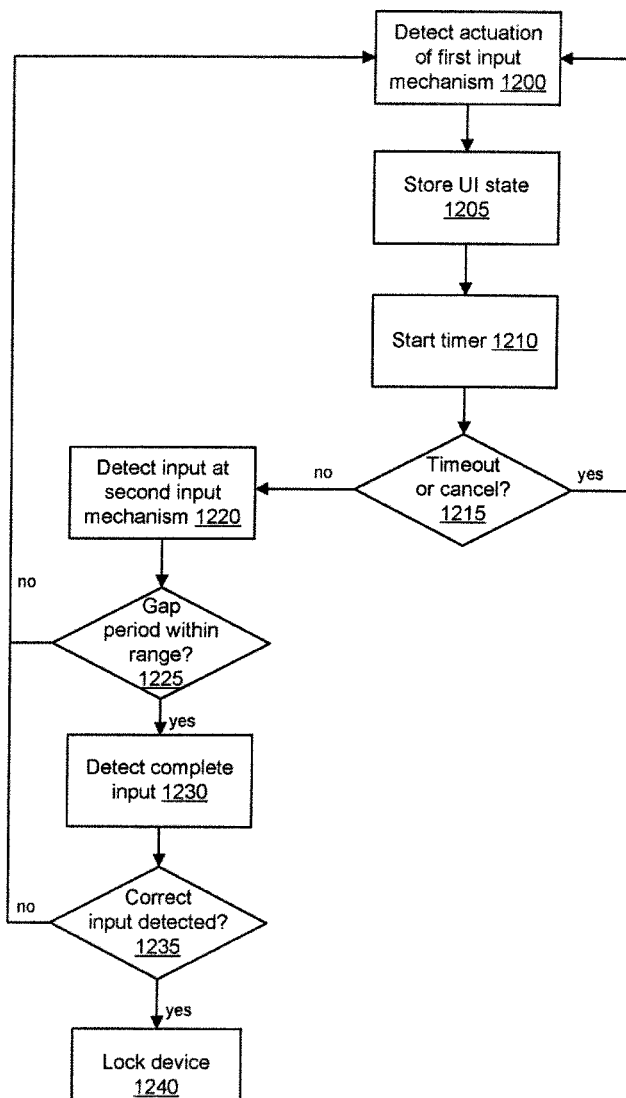 Detect actuation
of first input
mechanism 1200
Store UI state
1205
Start timer 1210
Timeout
or cancel?
1215
yes
no
Detect input at
second input
mechanism 1220
Gap
period within
range?
1225
no
yes
Detect complete
input 1230
Correct
input detected?
1235
no
yes
Lock device
1240